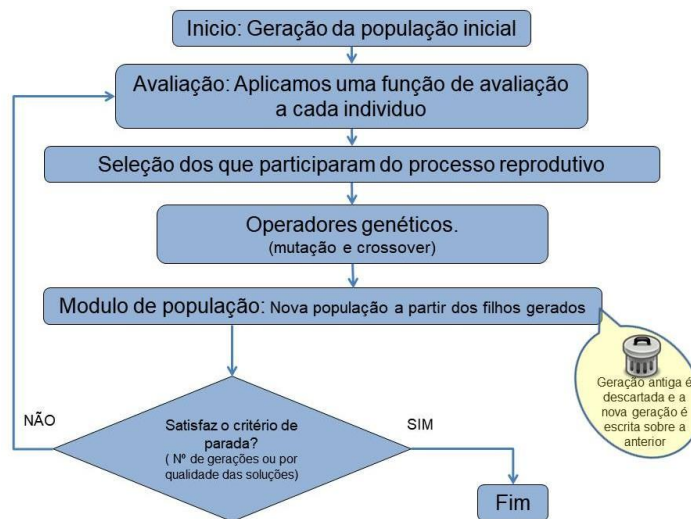 Inicio: Geração da população inicial
Avaliação: Aplicamos uma função de avaliação
a cada individuo
Seleção dos que participaram do processo reprodutivo
Operadores genéticos.
(mutação e crossover)
Modulo de população: Nova população a partir dos filhos gerados
Geração antiga é
descartada e a
nova geração é
escrita sobre a
anterior
NÃO
Satisfaz o critério de
parada?
( Nº de gerações ou por
qualidade das soluções)
SIM
Fim